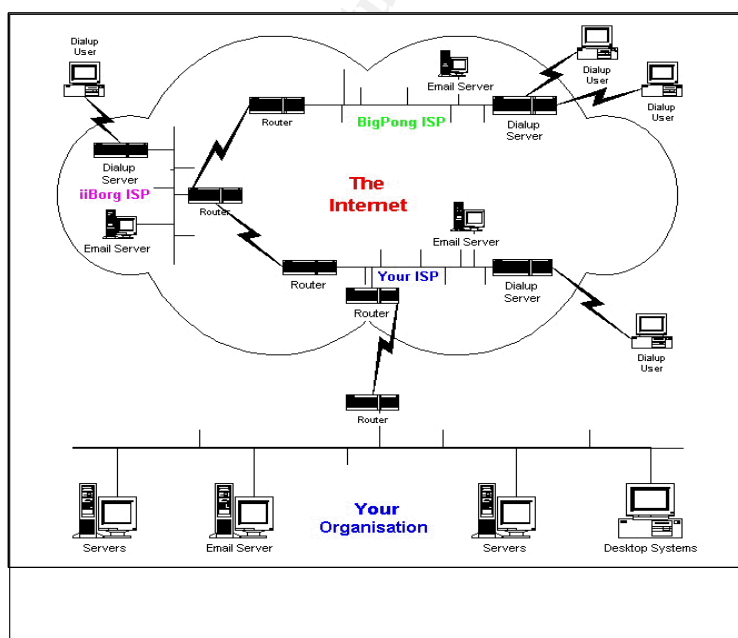 Dialup
User
Dialup
User
Dialup
User
Email Server
Router
BigPong ISP
Dialup
Server
Dialup
Server
iiBorg ISP
Router
The
Internet
Email Server
Email Server
Router
Your ISP
Dialup
Server
Router
Dialup
User
Router
Your
Organisation
Servers
Email Server
Servers
Desktop Systems